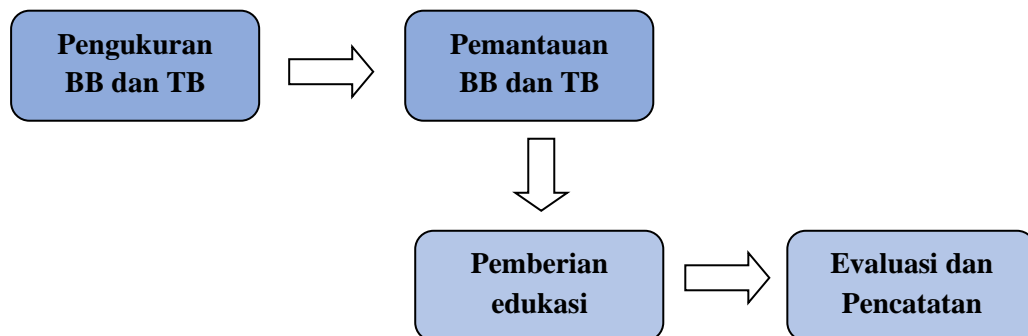 Pengukuran
BB dan TB
Pemantauan
BB dan TB
Pemberian
edukasi
Evaluasi dan
Pencatatan